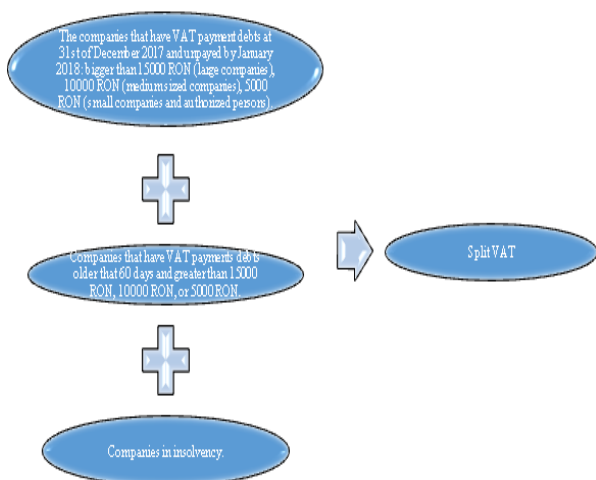 The companies that have VAT payment debts at
31st of December 2017 and unpayed by January
2018: bigger than 15000 RON (large companies),
10000 RON (medium sized companies), 5000
RON (small companies and authorized persons)
Companies that have VAT payments debts
older that 60 days and greater than 15000
RON, 10000 RON, or 5000 RON.
Split VAT
Companies in insolvency.